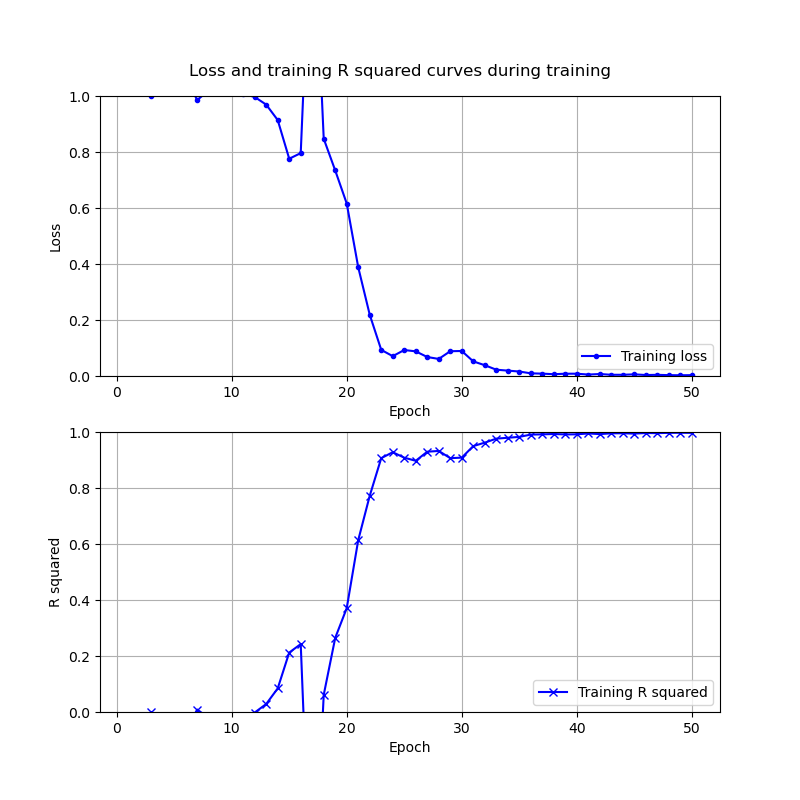 Loss and training R squared curves during training
1.0
0.8
0.6
0.4
0.2
0.0
Loss
Training loss
0 10 20 30 40 50
Epoch
1.0
0.8
0.6
0.4
0.2
0.0
R squared
Training R squared
0 10 20 30 40 50
Epoch